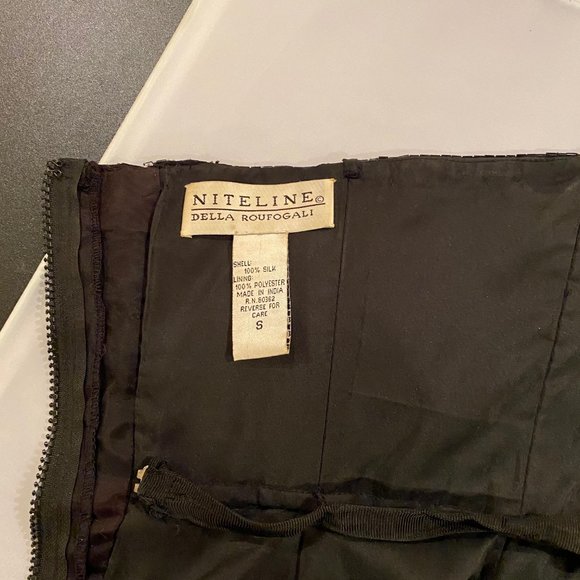 NITELINE©
DELLA ROUFOGALI
SHELL:
100% SILK
LINING:
100% POLYESTER
MADE IN INDIA
R.N. 80362
REVERSE FOR
CARE
S